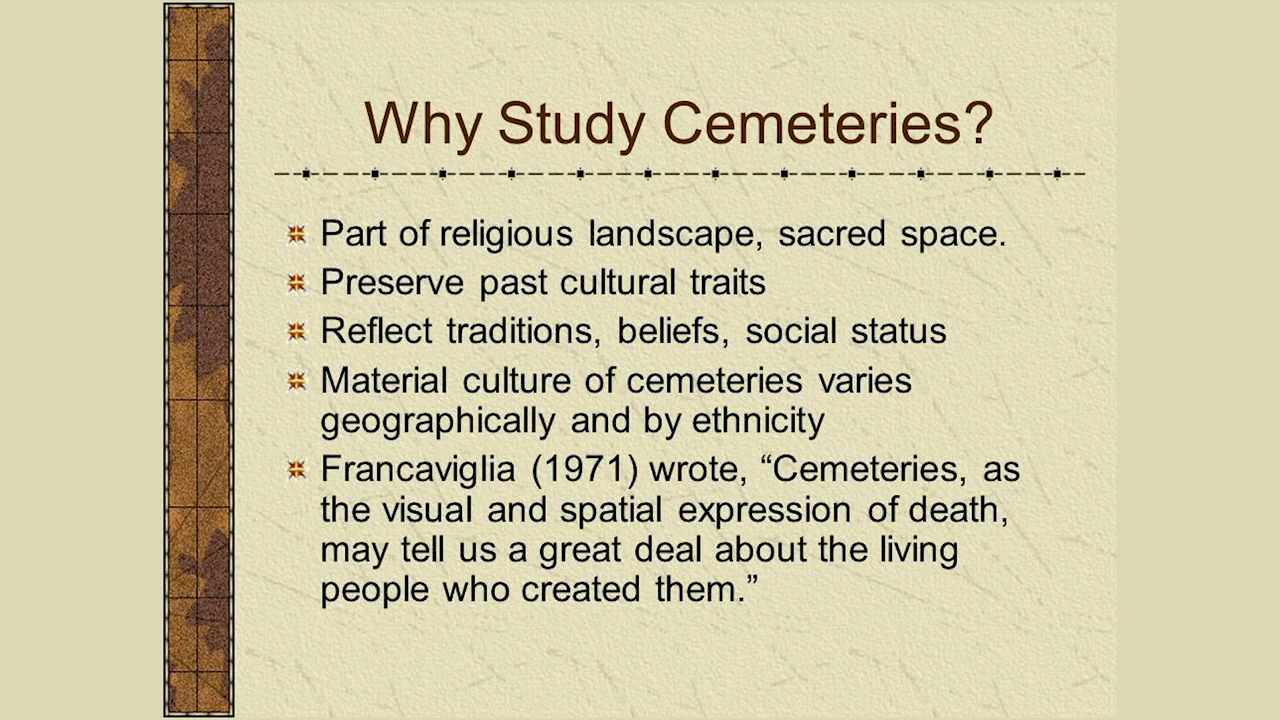 Why Study Cemeteries?
Part of religious landscape, sacred space.
Preserve past cultural traits
Reflect traditions, beliefs, social status
Material culture of cemeteries varies
geographically and by ethnicity
Francaviglia (1971) wrote, “Cemeteries, as
the visual and spatial expression of death,
may tell us a great deal about the living
people who created them.”